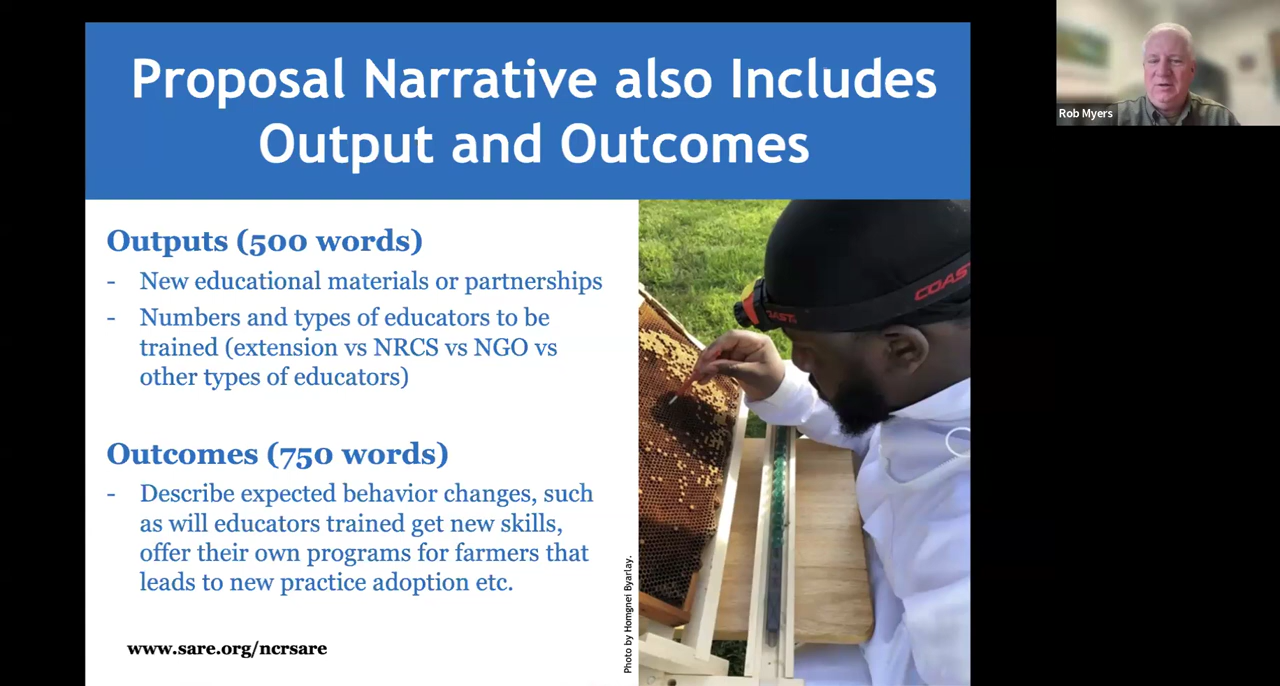 Proposal Narrative also Includes
Output and Outcomes
Rob Myers
Outputs (500 words)
- New educational materials or partnerships
- Numbers and types of educators to be
trained (extension vs NRCS vs NGO vs
other types of educators)
Outcomes (750 words)
- Describe expected behavior changes, such
as will educators trained get new skills,
offer their own programs for farmers that
leads to new practice adoption etc.
www.sare.org/ncrsare
Photo by Homgnei Byarlay.
COAST